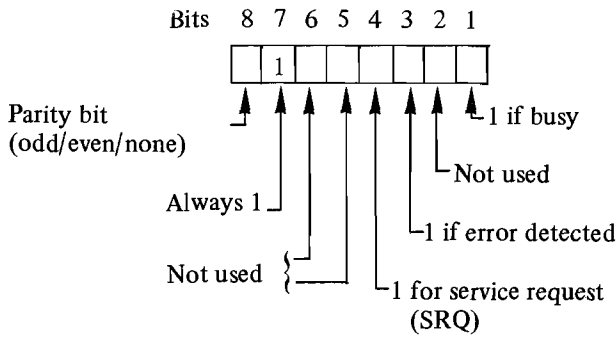 Bits 8 7 6 5 4 3 2 1
1
Parity bit
(odd/even/none)
1 if busy
Not used
Always 1
1 if error detected
Not used
1 for service request
(SRQ)